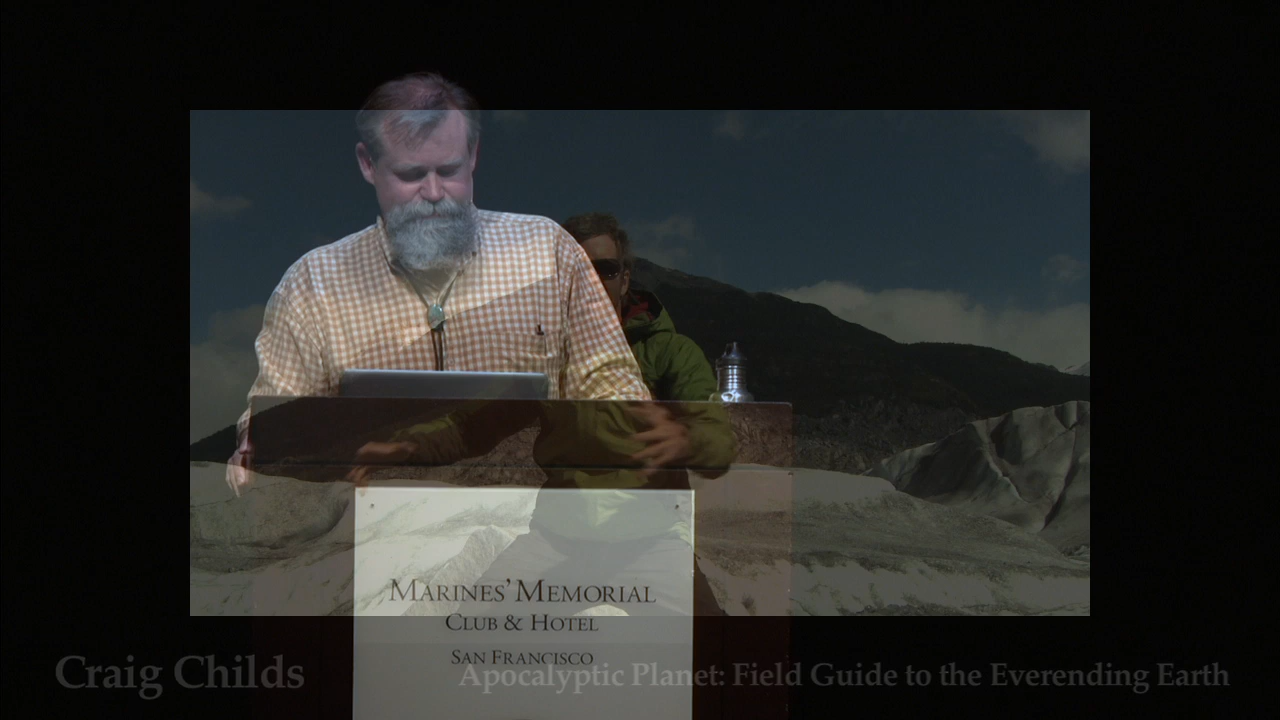 MARINES' MEMORIAL
CLUB & HOTEL
SAN FRANCISCO
Craig Childs
Apocalyptic Planet: Field Guide to the Everending Earth